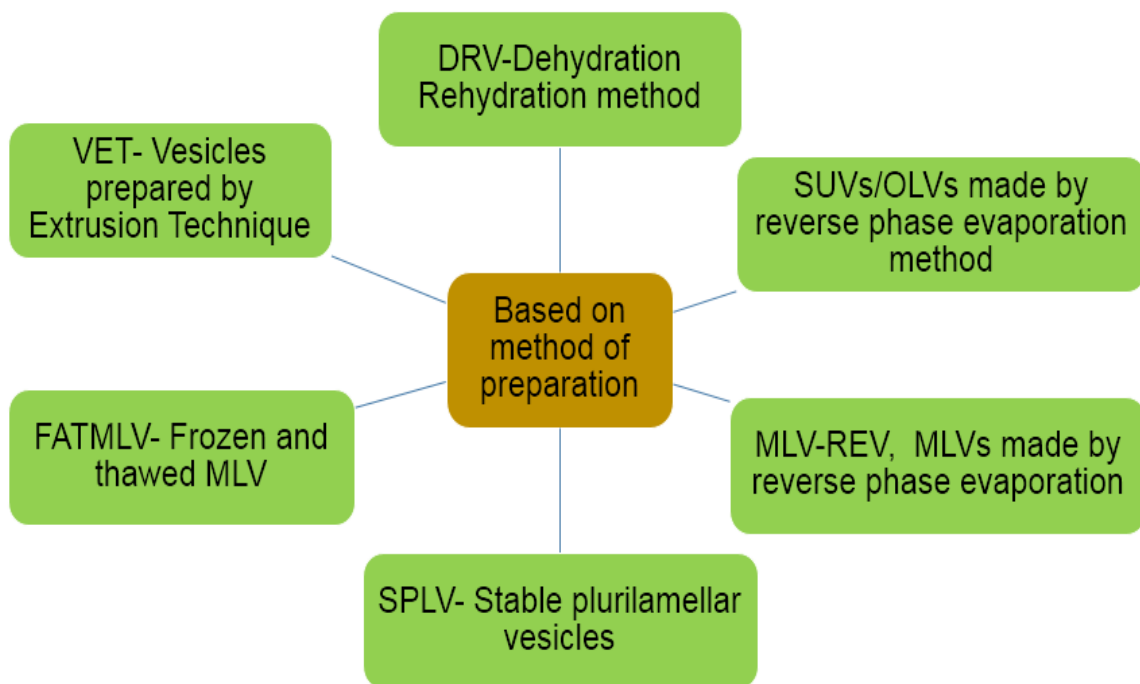 DRV-Dehydration
Rehydration method
VET- Vesicles
prepared by
Extrusion Technique
SUVs/OLVs made by
reverse phase evaporation
method
Based on
method of
preparation
FATMLV- Frozen and
thawed MLV
MLV-REV, MLVs made by
reverse phase evaporation
SPLV- Stable plurilamellar
vesicles